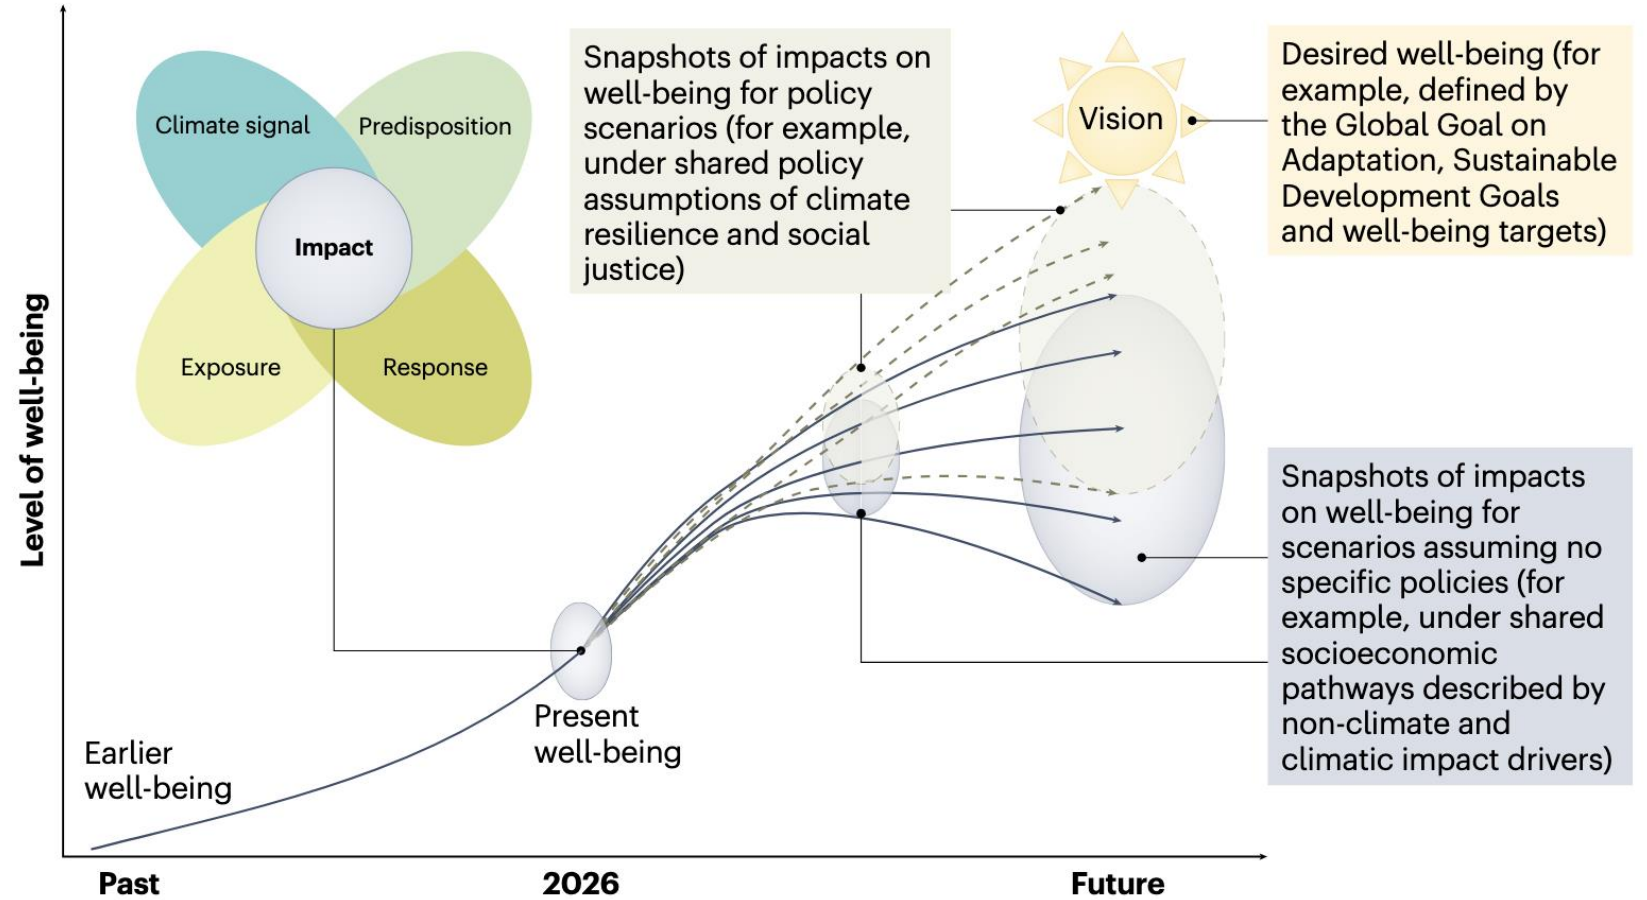 Level of well-being
Climate signal
Predisposition
Impact
Exposure
Response
Snapshots of impacts on
well-being for policy
scenarios (for example,
under shared policy
assumptions of climate
resilience and social
justice)
Vision
Desired well-being (for
example, defined by
the Global Goal on
Adaptation, Sustainable
Development Goals
and well-being targets)
Snapshots of impacts
on well-being for
scenarios assuming no
specific policies (for
example, under shared
socioeconomic
pathways described by
non-climate and
climatic impact drivers)
Earlier
well-being
Present
well-being
Past
2026
Future